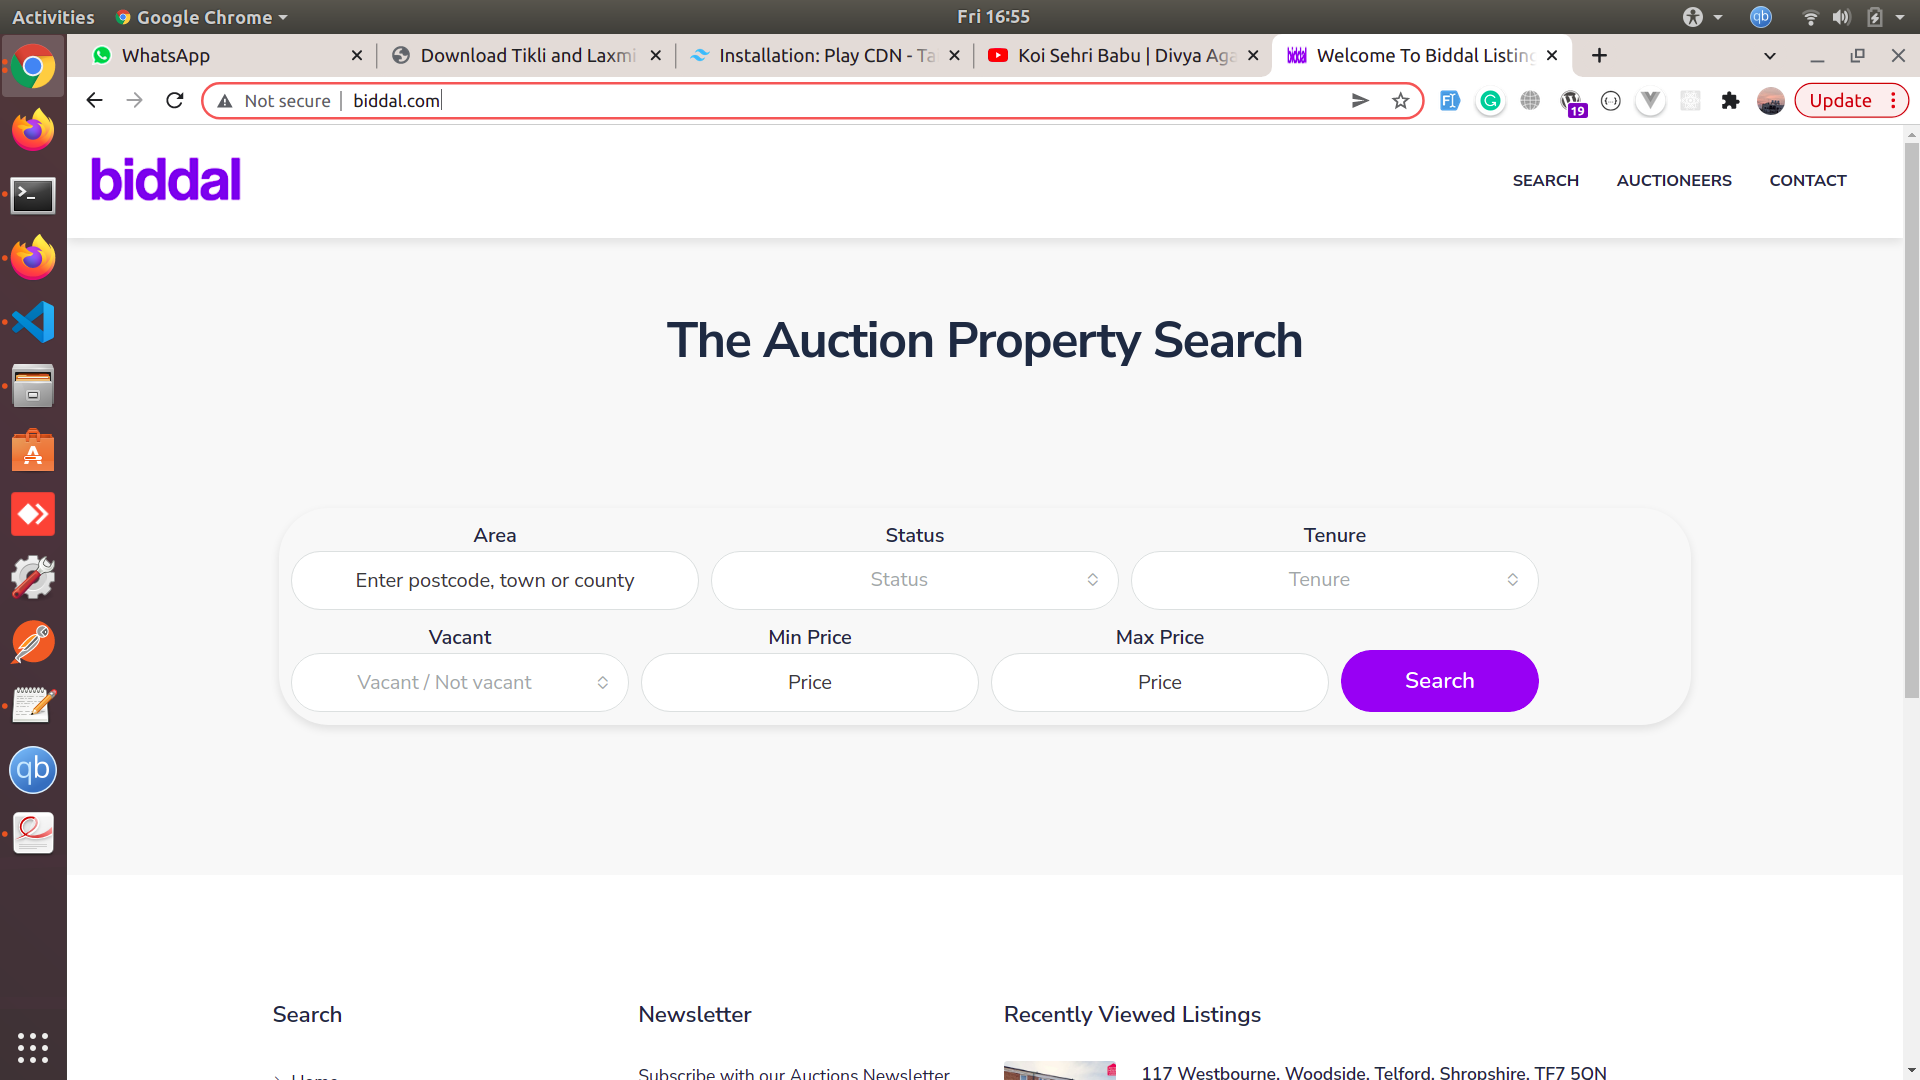 Activities
Google Chrome
Fri 16:55
qb
WhatsApp
Download Tikli and Laxmi
Installation: Play CDN - Ta
Koi Sehri Babu | Divya Aga
biddal
Welcome To Biddal Listing
Not secure
biddal.com
19
Update
biddal
SEARCH
AUCTIONEERS
CONTACT
The Auction Property Search
Area
Status
Tenure
Enter postcode, town or county
Status
Tenure
Vacant
Min Price
Max Price
Vacant / Not vacant
Price
Price
Search
qb
Search
Newsletter
Recently Viewed Listings
Home
Subscribe with our Auctions Newsletter
117 Westbourne, Woodside, Telford, Shropshire, TF7 5QN